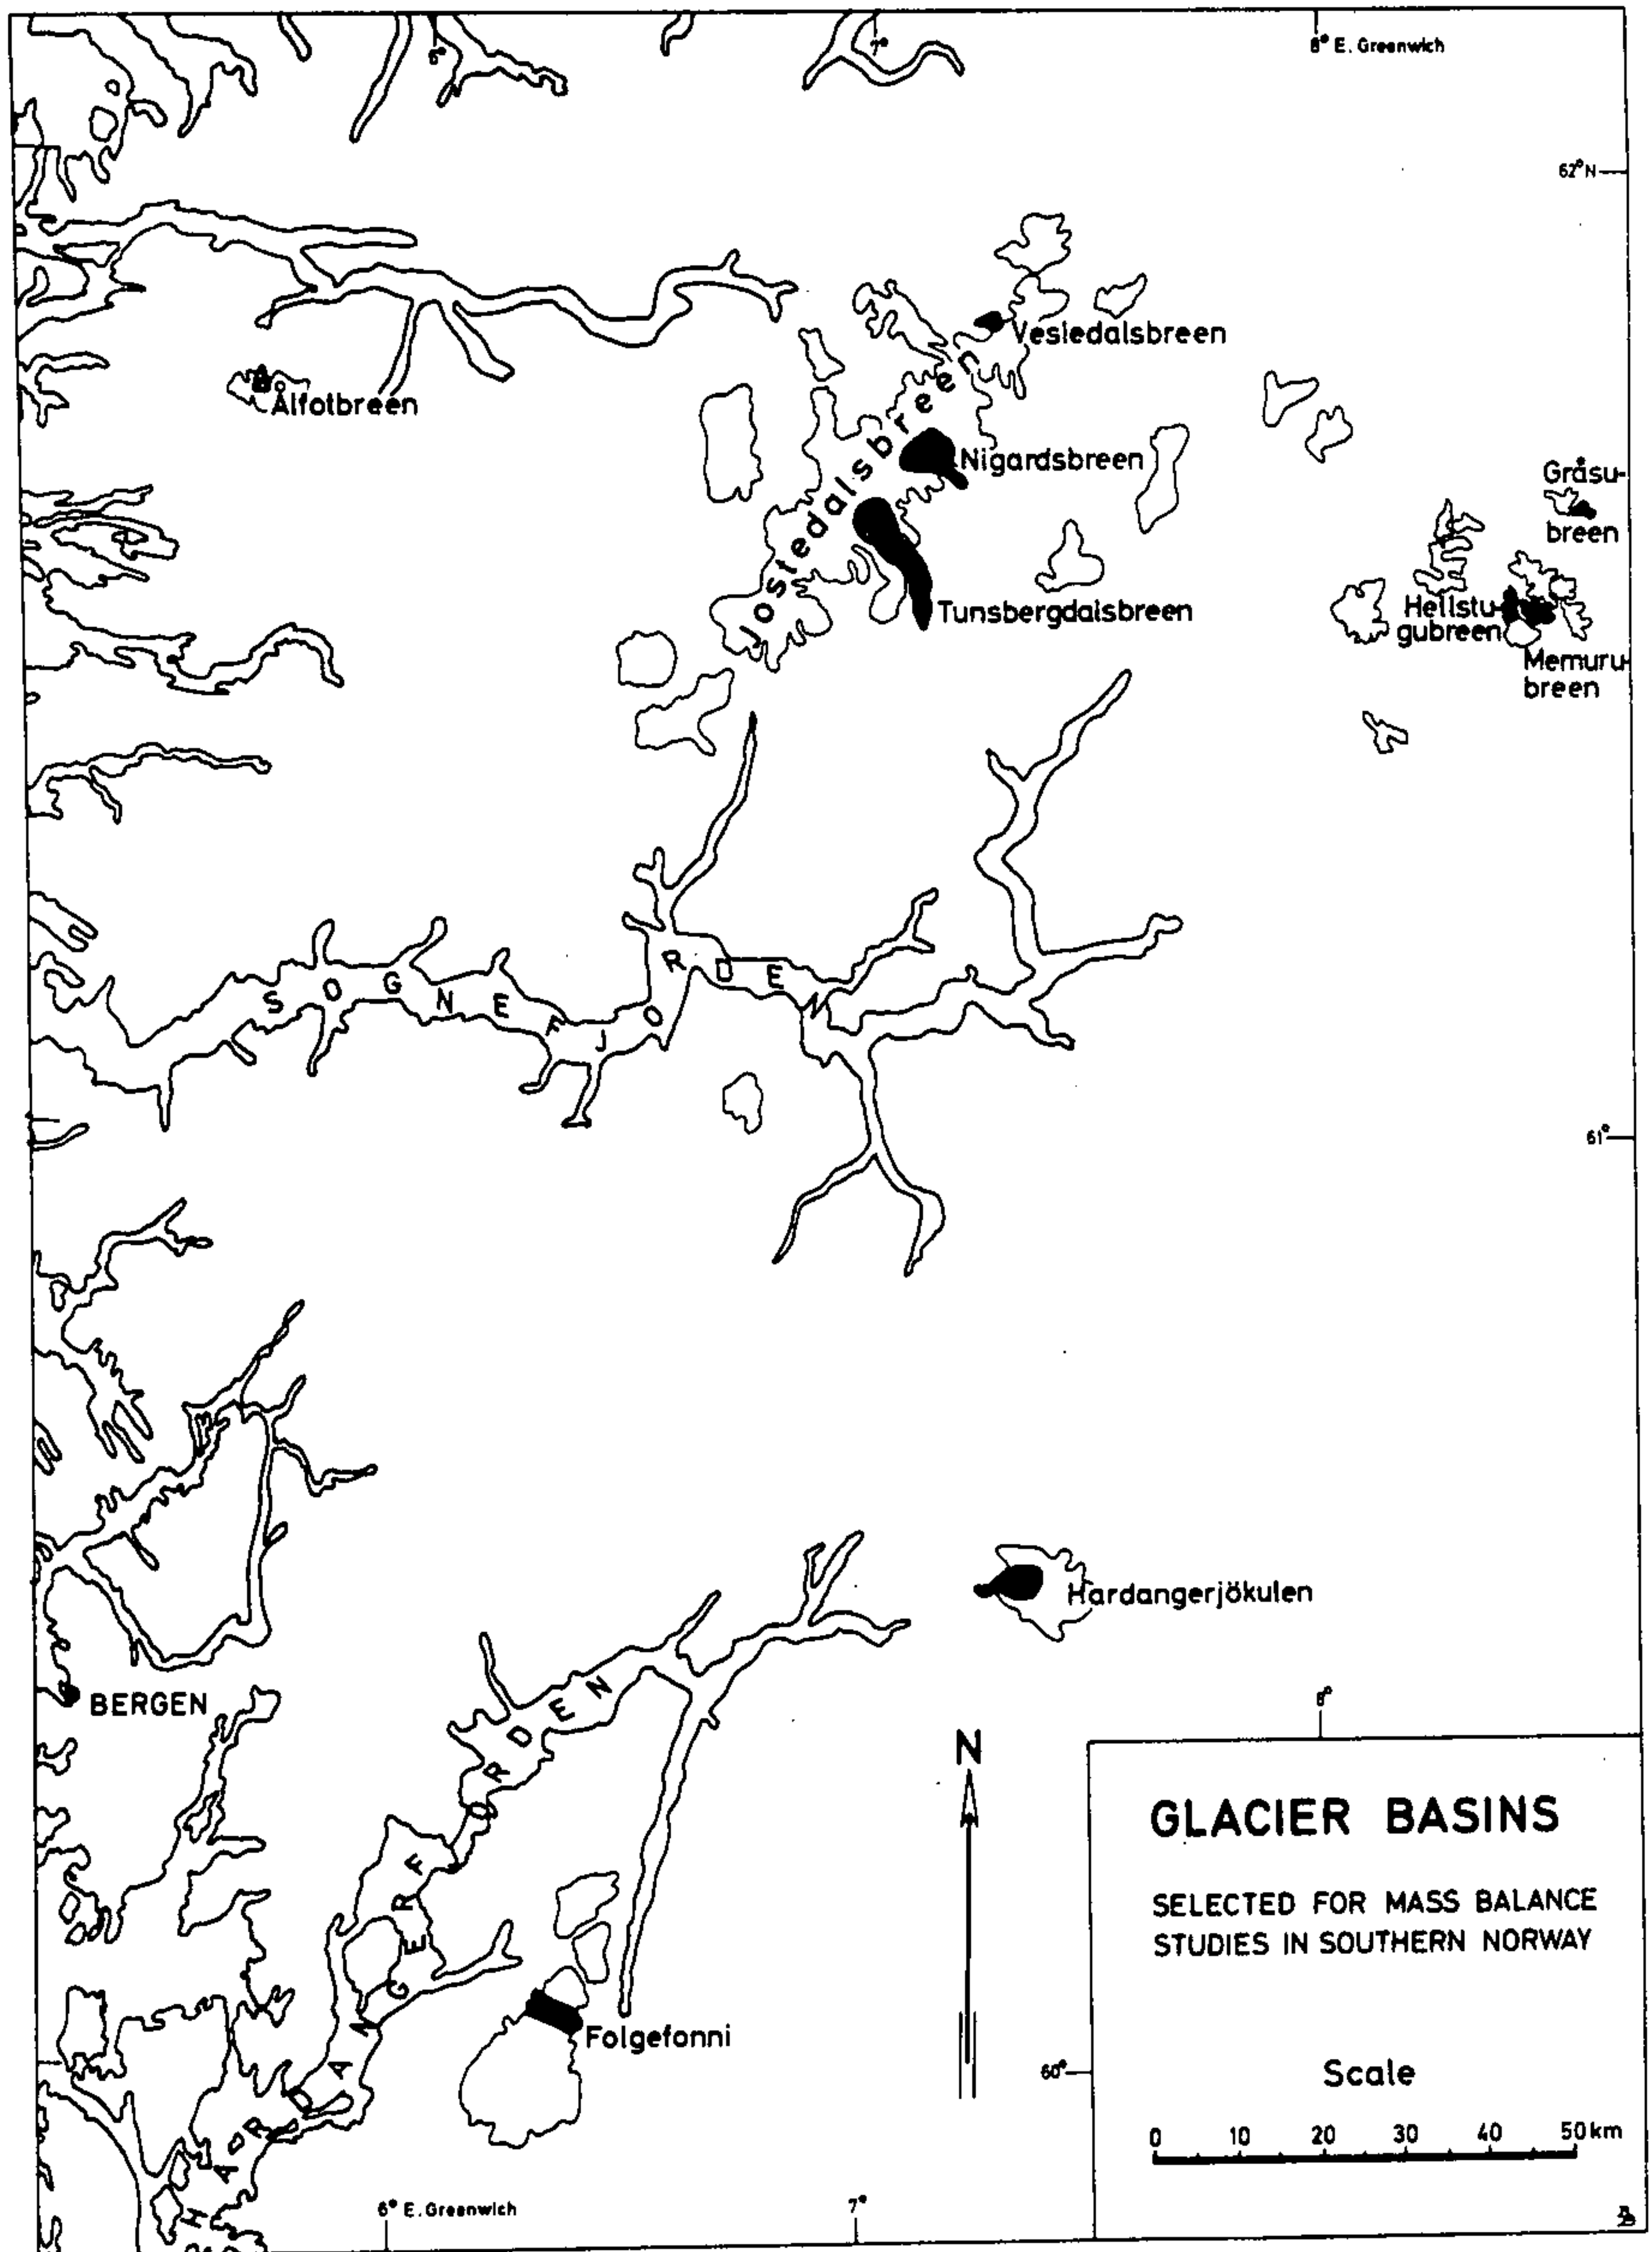 6°
7°
8° E. Greenwich
62°N
Vesledalsbreen
Ålfotbreen
Jostedalsbreen
Nigardsbreen
Gråsu-
breen
Tunsbergdalsbreen
Hellstu-
gubreen
Memuru-
breen
SOGNEFJORDEN
61°
Hardangerjökulen
BERGEN
8°
HARDANGERFJORDEN
N
GLACIER BASINS
SELECTED FOR MASS BALANCE
STUDIES IN SOUTHERN NORWAY
Folgefonni
60°
Scale
0 10 20 30 40 50 km
6° E. Greenwich
7°